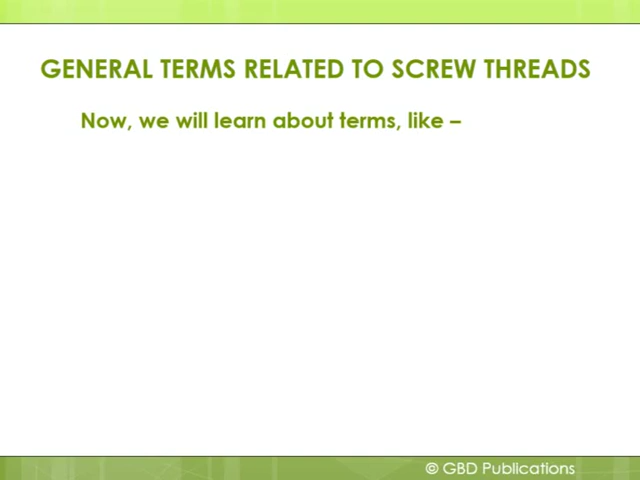 GENERAL TERMS RELATED TO SCREW THREADS
Now, we will learn about terms, like –
© GBD Publications